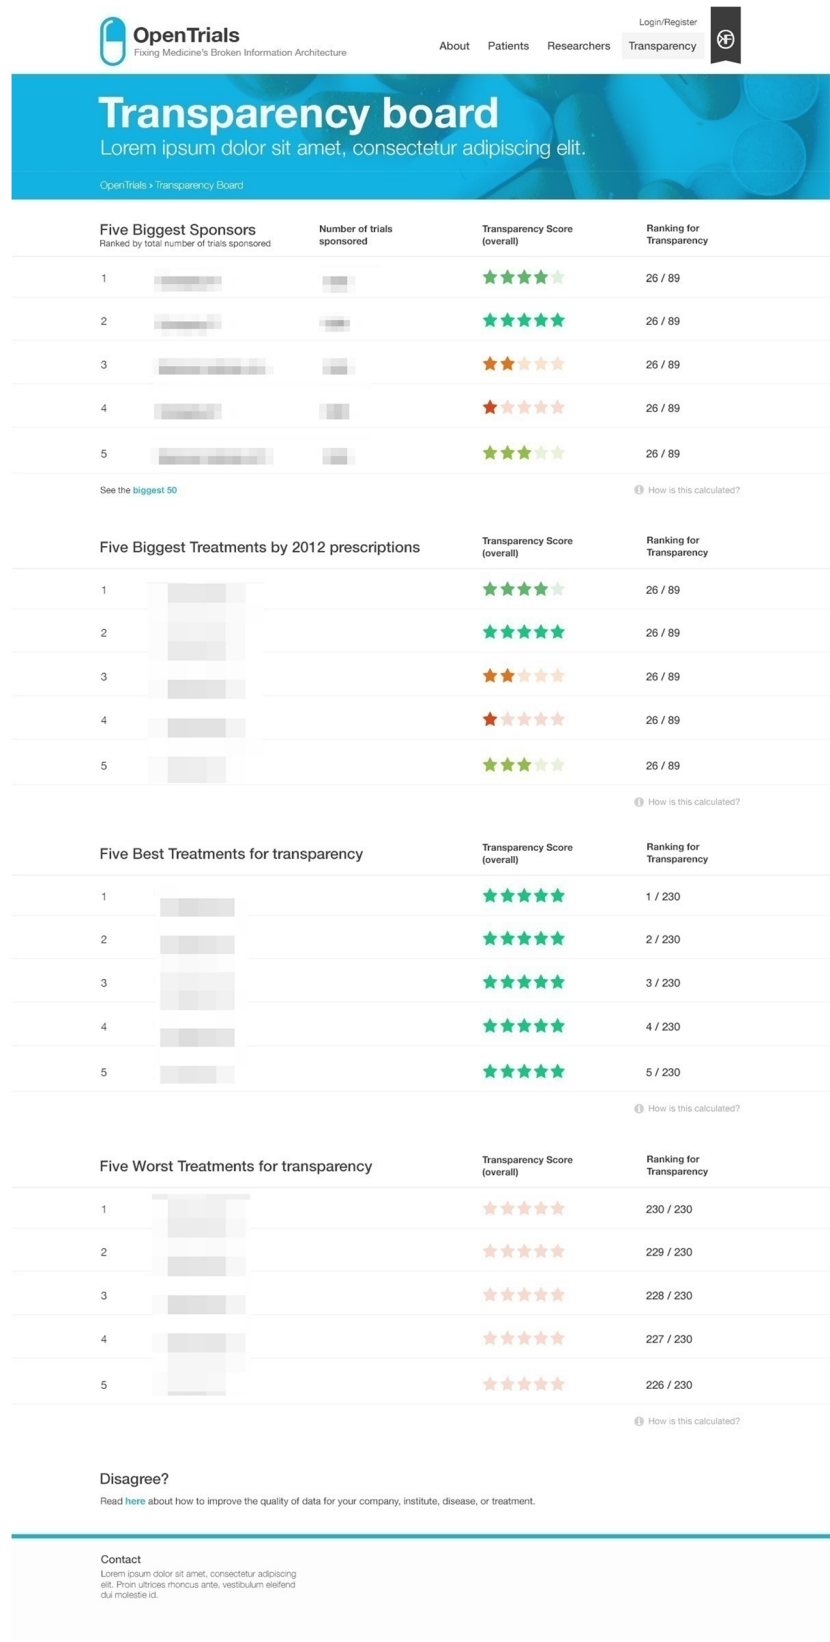 Login/Register
OpenTrials
Fixing Medicine's Broken Information Architecture
About Patients Researchers Transparency
Transparency board
Lorem ipsum dolor sit amet, consectetur adipiscing elit.
OpenTrials › Transparency Board
Five Biggest Sponsors
Ranked by total number of trials sponsored
Number of trials
sponsored
Transparency Score
(overall)
Ranking for
Transparency
1 26 / 89
2 26 / 89
3 26 / 89
4 26 / 89
5 26 / 89
See the biggest 50
How is this calculated?
Five Biggest Treatments by 2012 prescriptions
Transparency Score
(overall)
Ranking for
Transparency
1 26 / 89
2 26 / 89
3 26 / 89
4 26 / 89
5 26 / 89
How is this calculated?
Five Best Treatments for transparency
Transparency Score
(overall)
Ranking for
Transparency
1 1 / 230
2 2 / 230
3 3 / 230
4 4 / 230
5 5 / 230
How is this calculated?
Five Worst Treatments for transparency
Transparency Score
(overall)
Ranking for
Transparency
1 230 / 230
2 229 / 230
3 228 / 230
4 227 / 230
5 226 / 230
How is this calculated?
Disagree?
Read here about how to improve the quality of data for your company, institute, disease, or treatment.
Contact
Lorem ipsum dolor sit amet, consectetur adipiscing
elit. Proin ultrices rhoncus ante, vestibulum eleifend
dui molestie id.